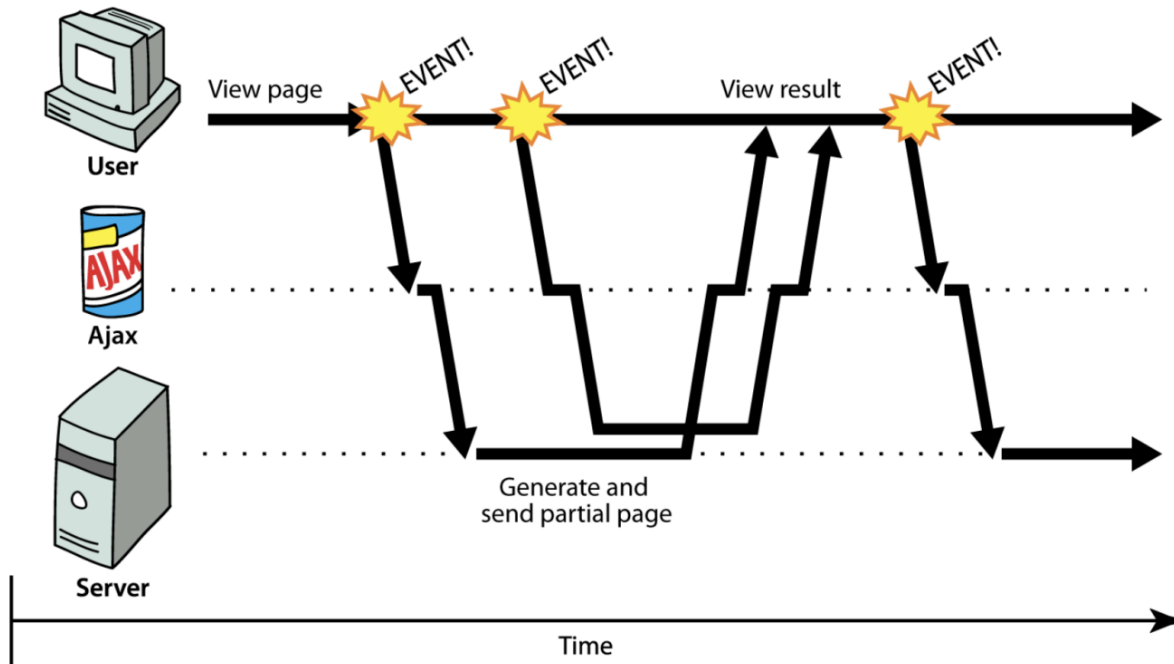 EVENT!
EVENT!
EVENT!
View page
View result
User
AJAX
Ajax
Generate and
send partial page
Server
Time